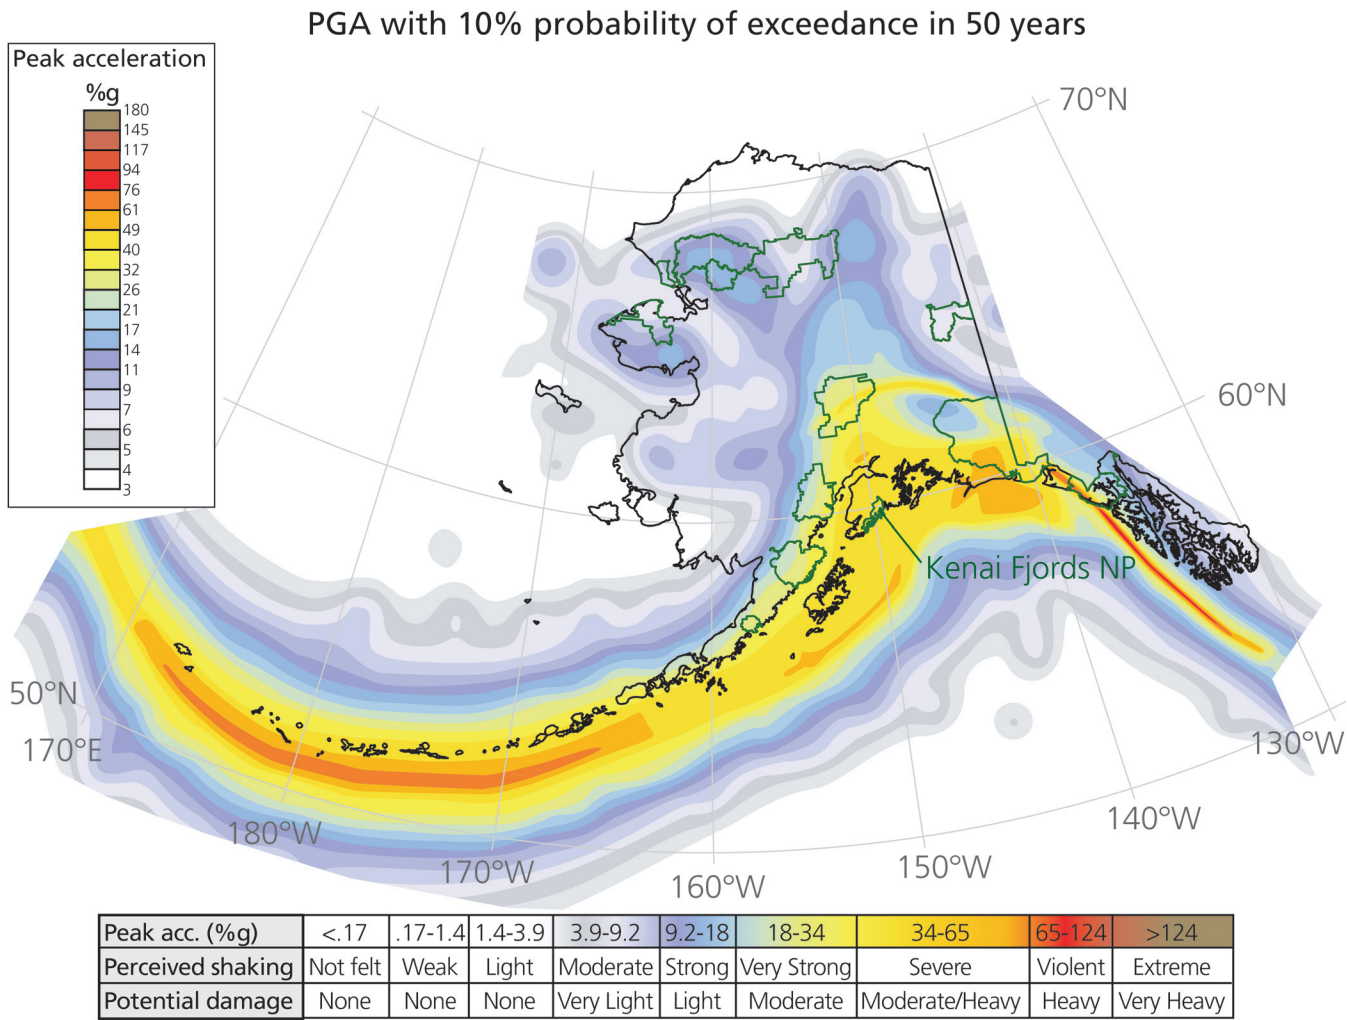 PGA with 10% probability of exceedance in 50 years
Peak acceleration
%g
180
145
117
94
76
61
49
40
32
26
21
17
14
11
9
7
6
5
4
3
70°N
60°N
Kenai Fjords NP
50°N
170°E
180°W
170°W
160°W
150°W
140°W
130°W
Peak acc. (%g) <.17 .17-1.4 1.4-3.9 3.9-9.2 9.2-18 18-34 34-65 65-124 >124
Perceived shaking Not felt Weak Light Moderate Strong Very Strong Severe Violent Extreme
Potential damage None None None Very Light Light Moderate Moderate/Heavy Heavy Very Heavy